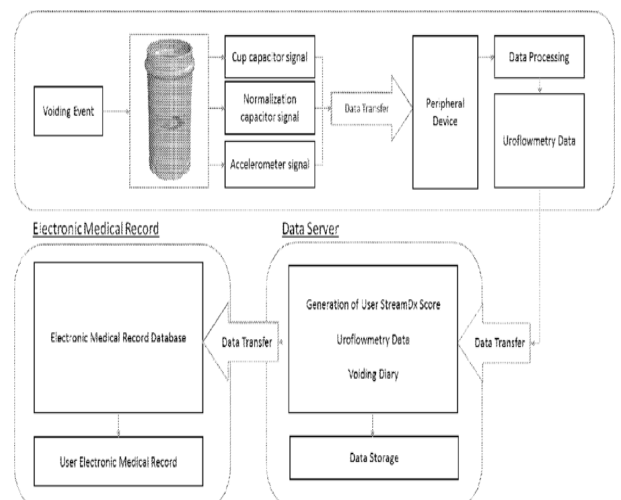 Voiding Event
Cup capacitor signal
Normalization
capacitor signal
Accelerometer signal
Data Transfer
Peripheral
Device
Data Processing
Uroflowmetry Data
Electronic Medical Record
Electronic Medical Record Database
User Electronic Medical Record
Data Transfer
Data Server
Generation of User StreamDx Score
Uroflowmetry Data
Voiding Diary
Data Storage
Data Transfer